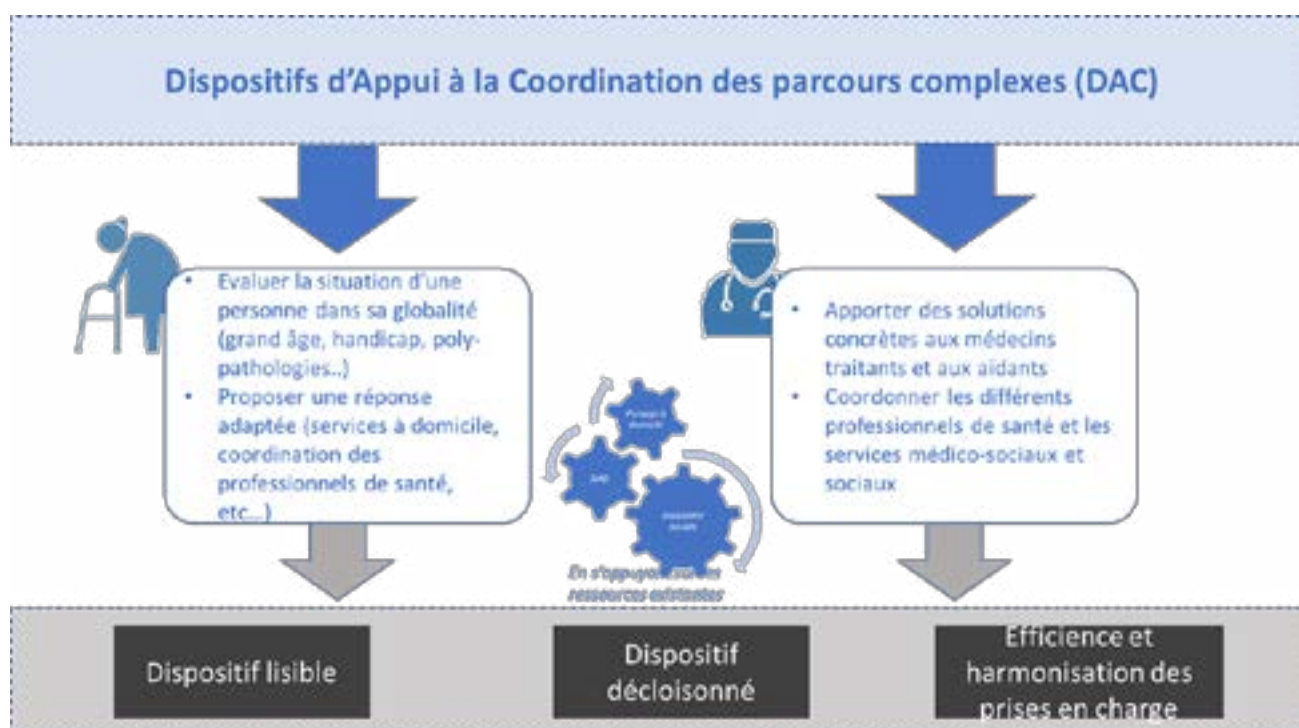 Dispositifs d'Appui à la Coordination des parcours complexes (DAC)
• Evaluer la situation d'une
personne dans sa globalité
(grand âge, handicap, poly-
pathologies...)
• Proposer une réponse
adaptée (services à domicile,
coordination des
professionnels de santé,
etc...)
• Apporter des solutions
concrètes aux médecins
traitants et aux aidants
• Coordonner les différents
professionnels de santé et les
services médico-sociaux et
sociaux
En s'appuyant
ressources existantes
Dispositif lisible
Dispositif
décloisonné
Efficience et
harmonisation des
prises en charge